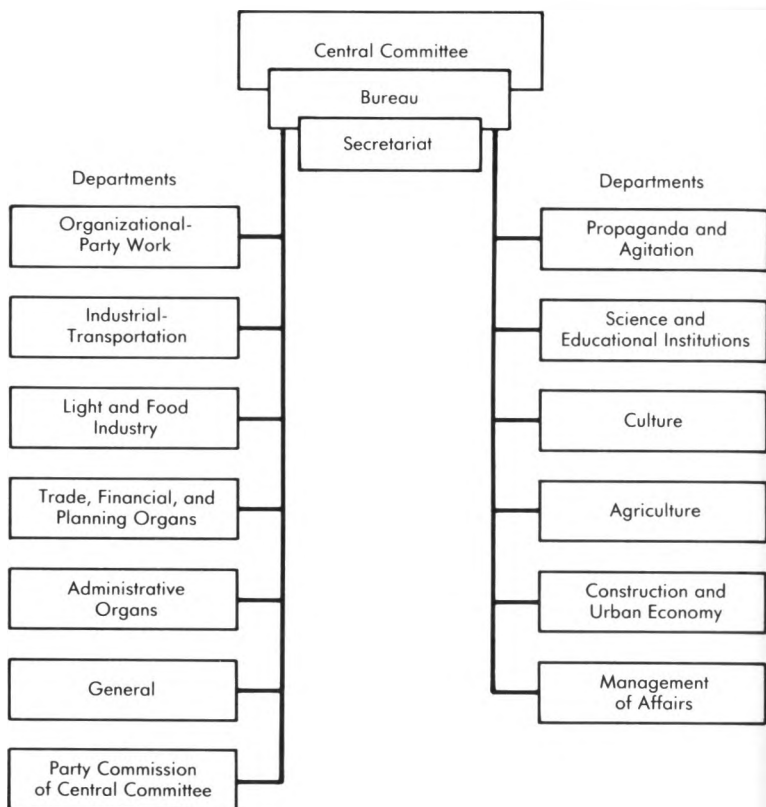 Central Committee
Bureau
Secretariat
Departments
Organizational-
Party Work
Industrial-
Transportation
Light and Food
Industry
Trade, Financial, and
Planning Organs
Administrative
Organs
General
Party Commission
of Central Committee
Departments
Propaganda and
Agitation
Science and
Educational Institutions
Culture
Agriculture
Construction and
Urban Economy
Management
of Affairs